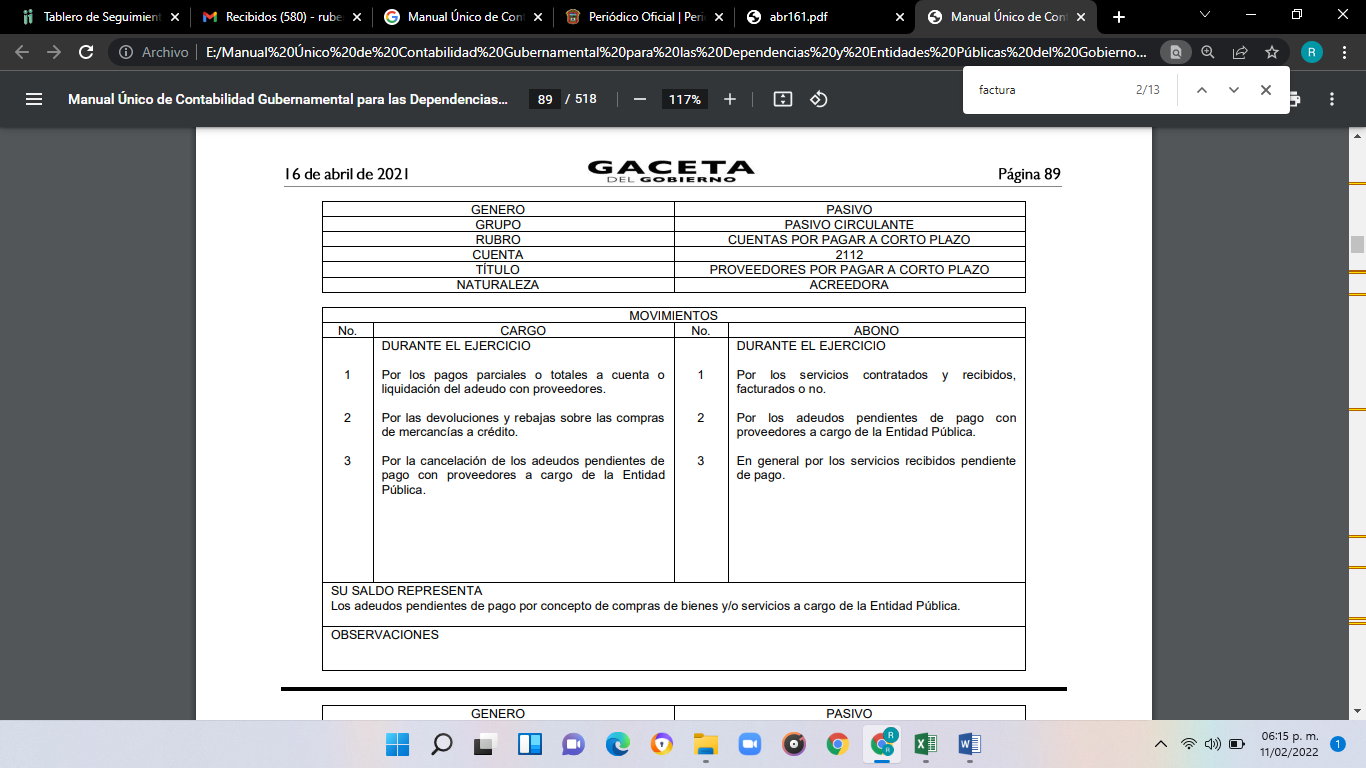 Tablero de Seguimient
Recibidos (580) - rube
Manual Único de Cont
Periódico Oficial | Peri
abr161.pdf
Manual Único de Cont
Archivo
E:/Manual%20Único%20de%20Contabilidad%20Gubernamental%20para%20las%20Dependencias%20y%20Entidades%20Públicas%20del%20Gobierno...
R
Manual Único de Contabilidad Gubernamental para las Dependencias...
89 / 518
117%
factura
2/13
16 de abril de 2021
GACETA
DEL GOBIERNO
Página 89
GENERO PASIVO
GRUPO PASIVO CIRCULANTE
RUBRO CUENTAS POR PAGAR A CORTO PLAZO
CUENTA 2112
TÍTULO PROVEEDORES POR PAGAR A CORTO PLAZO
NATURALEZA ACREEDORA
MOVIMIENTOS
No. CARGO No. ABONO
DURANTE EL EJERCICIO
1 Por los pagos parciales o totales a cuenta o
liquidación del adeudo con proveedores.
2 Por las devoluciones y rebajas sobre las compras
de mercancías a crédito.
3 Por la cancelación de los adeudos pendientes de
pago con proveedores a cargo de la Entidad
Pública.
DURANTE EL EJERCICIO
1 Por los servicios contratados y recibidos,
facturados o no.
2 Por los adeudos pendientes de pago con
proveedores a cargo de la Entidad Pública.
3 En general por los servicios recibidos pendiente
de pago.
SU SALDO REPRESENTA
Los adeudos pendientes de pago por concepto de compras de bienes y/o servicios a cargo de la Entidad Pública.
OBSERVACIONES
GENERO PASIVO
06:15 p. m.
11/02/2022
1